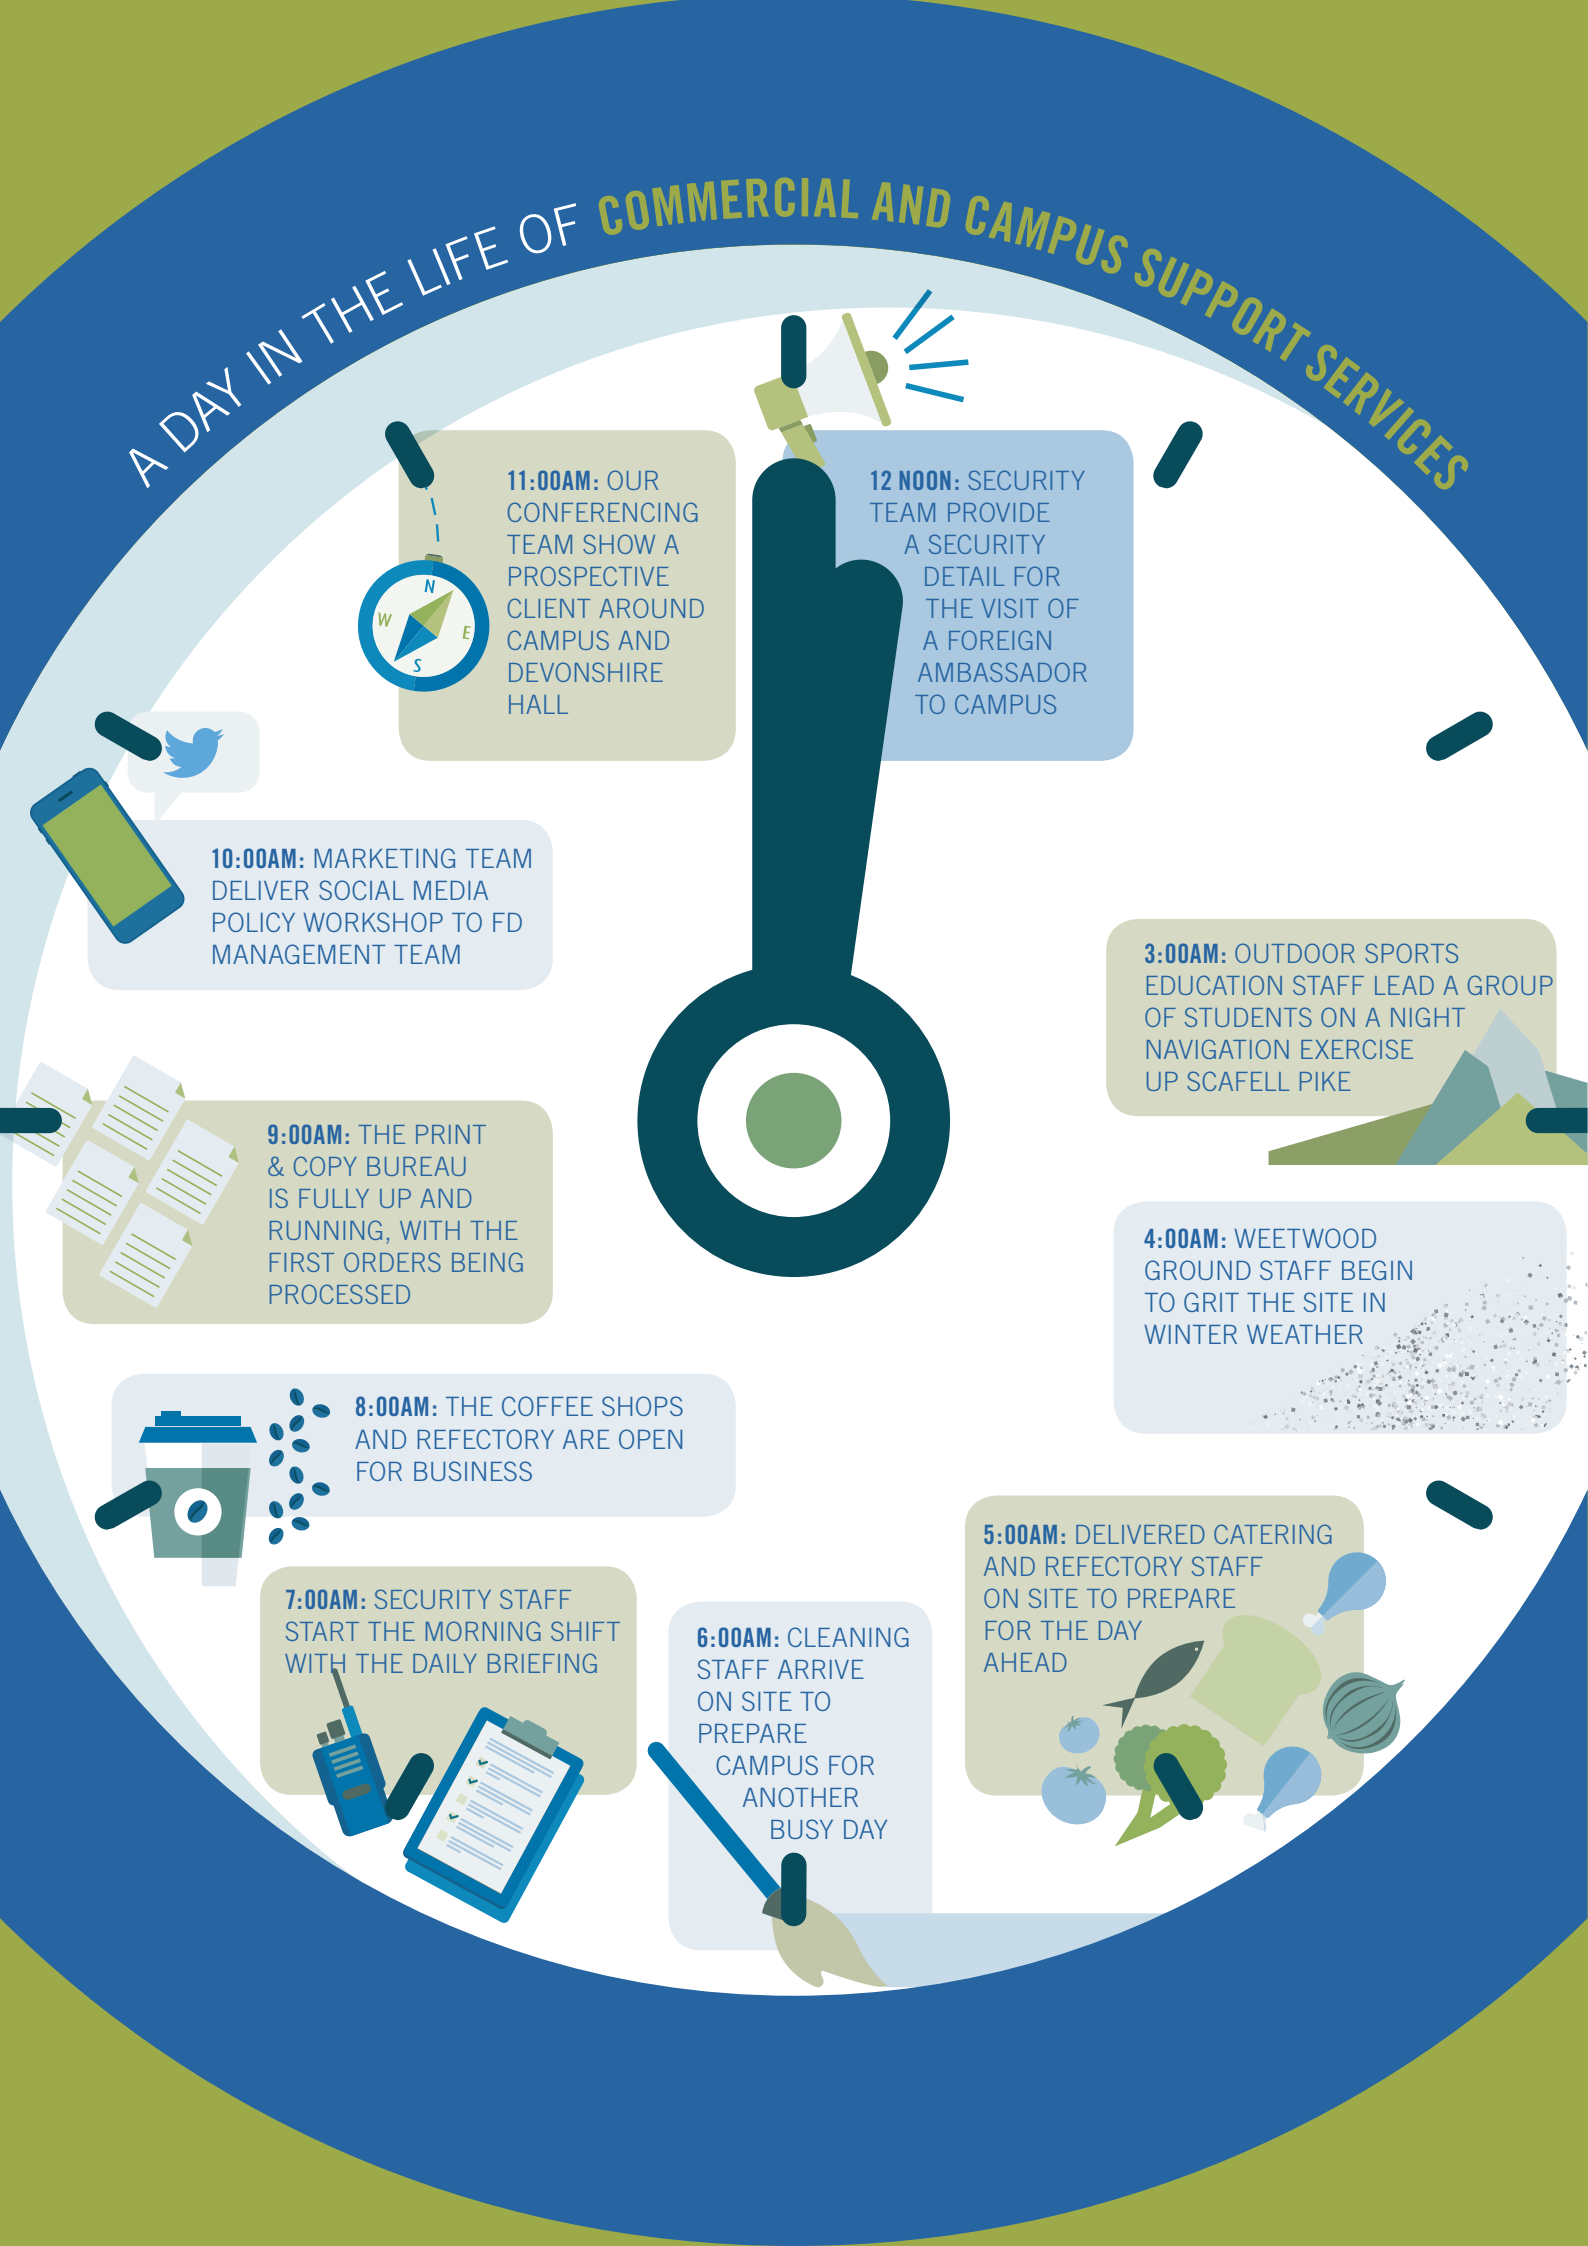 A DAY IN THE LIFE OF COMMERCIAL AND CAMPUS SUPPORT SERVICES
11:00AM: OUR
CONFERENCING
TEAM SHOW A
PROSPECTIVE
CLIENT AROUND
CAMPUS AND
DEVONSHIRE
HALL
N
W
E
S
12 NOON: SECURITY
TEAM PROVIDE
A SECURITY
DETAIL FOR
THE VISIT OF
A FOREIGN
AMBASSADOR
TO CAMPUS
10:00AM: MARKETING TEAM
DELIVER SOCIAL MEDIA
POLICY WORKSHOP TO FD
MANAGEMENT TEAM
3:00AM: OUTDOOR SPORTS
EDUCATION STAFF LEAD A GROUP
OF STUDENTS ON A NIGHT
NAVIGATION EXERCISE
UP SCAFELL PIKE
9:00AM: THE PRINT
& COPY BUREAU
IS FULLY UP AND
RUNNING, WITH THE
FIRST ORDERS BEING
PROCESSED
4:00AM: WEETWOOD
GROUND STAFF BEGIN
TO GRIT THE SITE IN
WINTER WEATHER
8:00AM: THE COFFEE SHOPS
AND REFECTORY ARE OPEN
FOR BUSINESS
5:00AM: DELIVERED CATERING
AND REFECTORY STAFF
ON SITE TO PREPARE
FOR THE DAY
AHEAD
7:00AM: SECURITY STAFF
START THE MORNING SHIFT
WITH THE DAILY BRIEFING
6:00AM: CLEANING
STAFF ARRIVE
ON SITE TO
PREPARE
CAMPUS FOR
ANOTHER
BUSY DAY